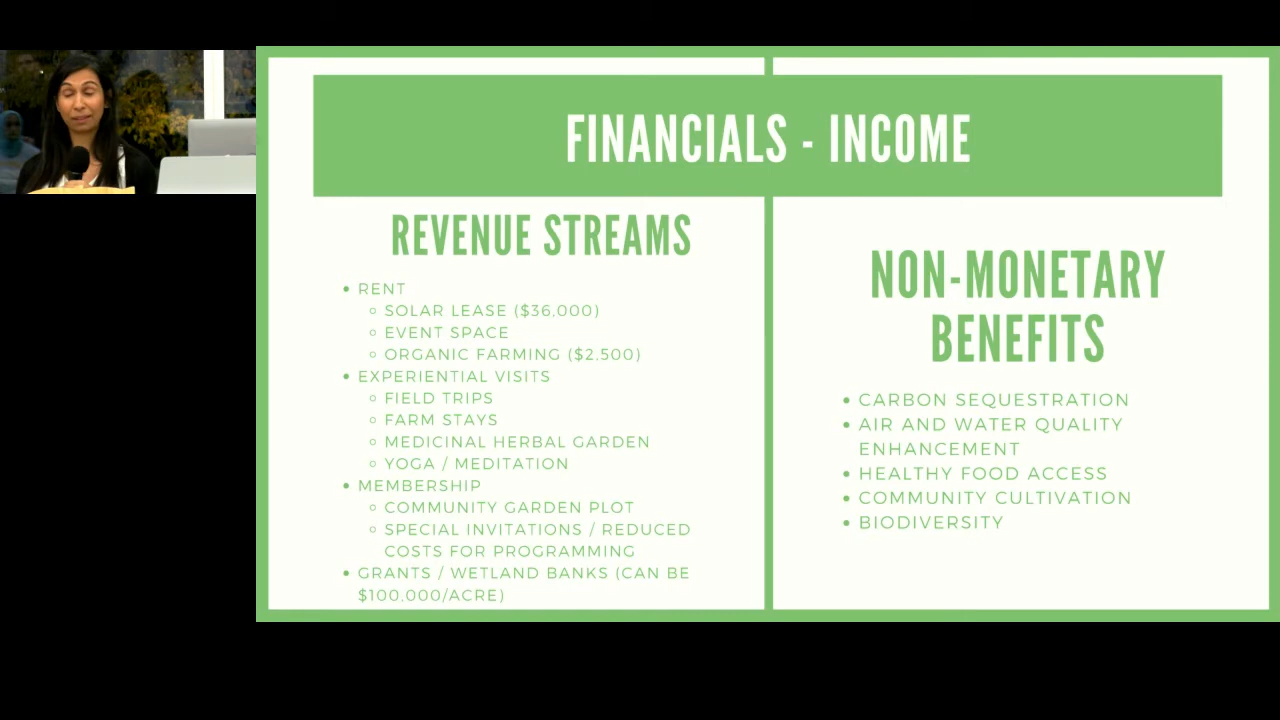 FINANCIALS - INCOME
REVENUE STREAMS
• RENT
◦ SOLAR LEASE ($36,000)
◦ EVENT SPACE
◦ ORGANIC FARMING ($2,500)
• EXPERIENTIAL VISITS
◦ FIELD TRIPS
◦ FARM STAYS
◦ MEDICINAL HERBAL GARDEN
◦ YOGA / MEDITATION
• MEMBERSHIP
◦ COMMUNITY GARDEN PLOT
◦ SPECIAL INVITATIONS / REDUCED
COSTS FOR PROGRAMMING
• GRANTS / WETLAND BANKS (CAN BE
$100,000/ACRE)
NON-MONETARY
BENEFITS
• CARBON SEQUESTRATION
• AIR AND WATER QUALITY
ENHANCEMENT
• HEALTHY FOOD ACCESS
• COMMUNITY CULTIVATION
• BIODIVERSITY